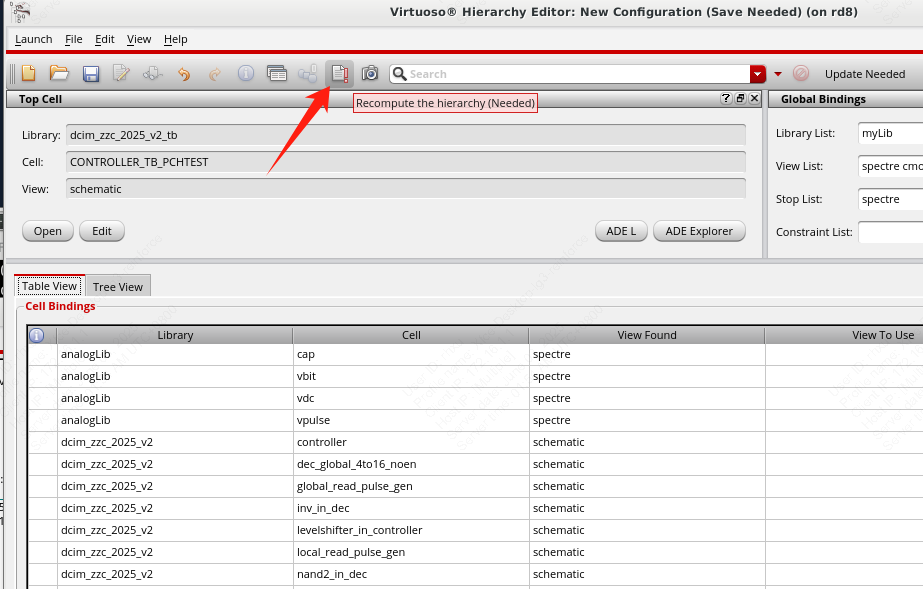 Virtuoso® Hierarchy Editor: New Configuration (Save Needed) (on rd8)
Launch File Edit View Help
Search Update Needed
Recompute the hierarchy (Needed)
Top Cell
Library: dcim_zzc_2025_v2_tb
Cell: CONTROLLER_TB_PCHTEST
View: schematic
Open Edit ADE L ADE Explorer
Global Bindings
Library List: myLib
View List: spectre cmo
Stop List: spectre
Constraint List:
Table View Tree View
Cell Bindings
Library Cell View Found View To Use
analogLib cap spectre
analogLib vbit spectre
analogLib vdc spectre
analogLib vpulse spectre
dcim_zzc_2025_v2 controller schematic
dcim_zzc_2025_v2 dec_global_4to16_noen schematic
dcim_zzc_2025_v2 global_read_pulse_gen schematic
dcim_zzc_2025_v2 inv_in_dec schematic
dcim_zzc_2025_v2 levelshifter_in_controller schematic
dcim_zzc_2025_v2 local_read_pulse_gen schematic
dcim_zzc_2025_v2 nand2_in_dec schematic